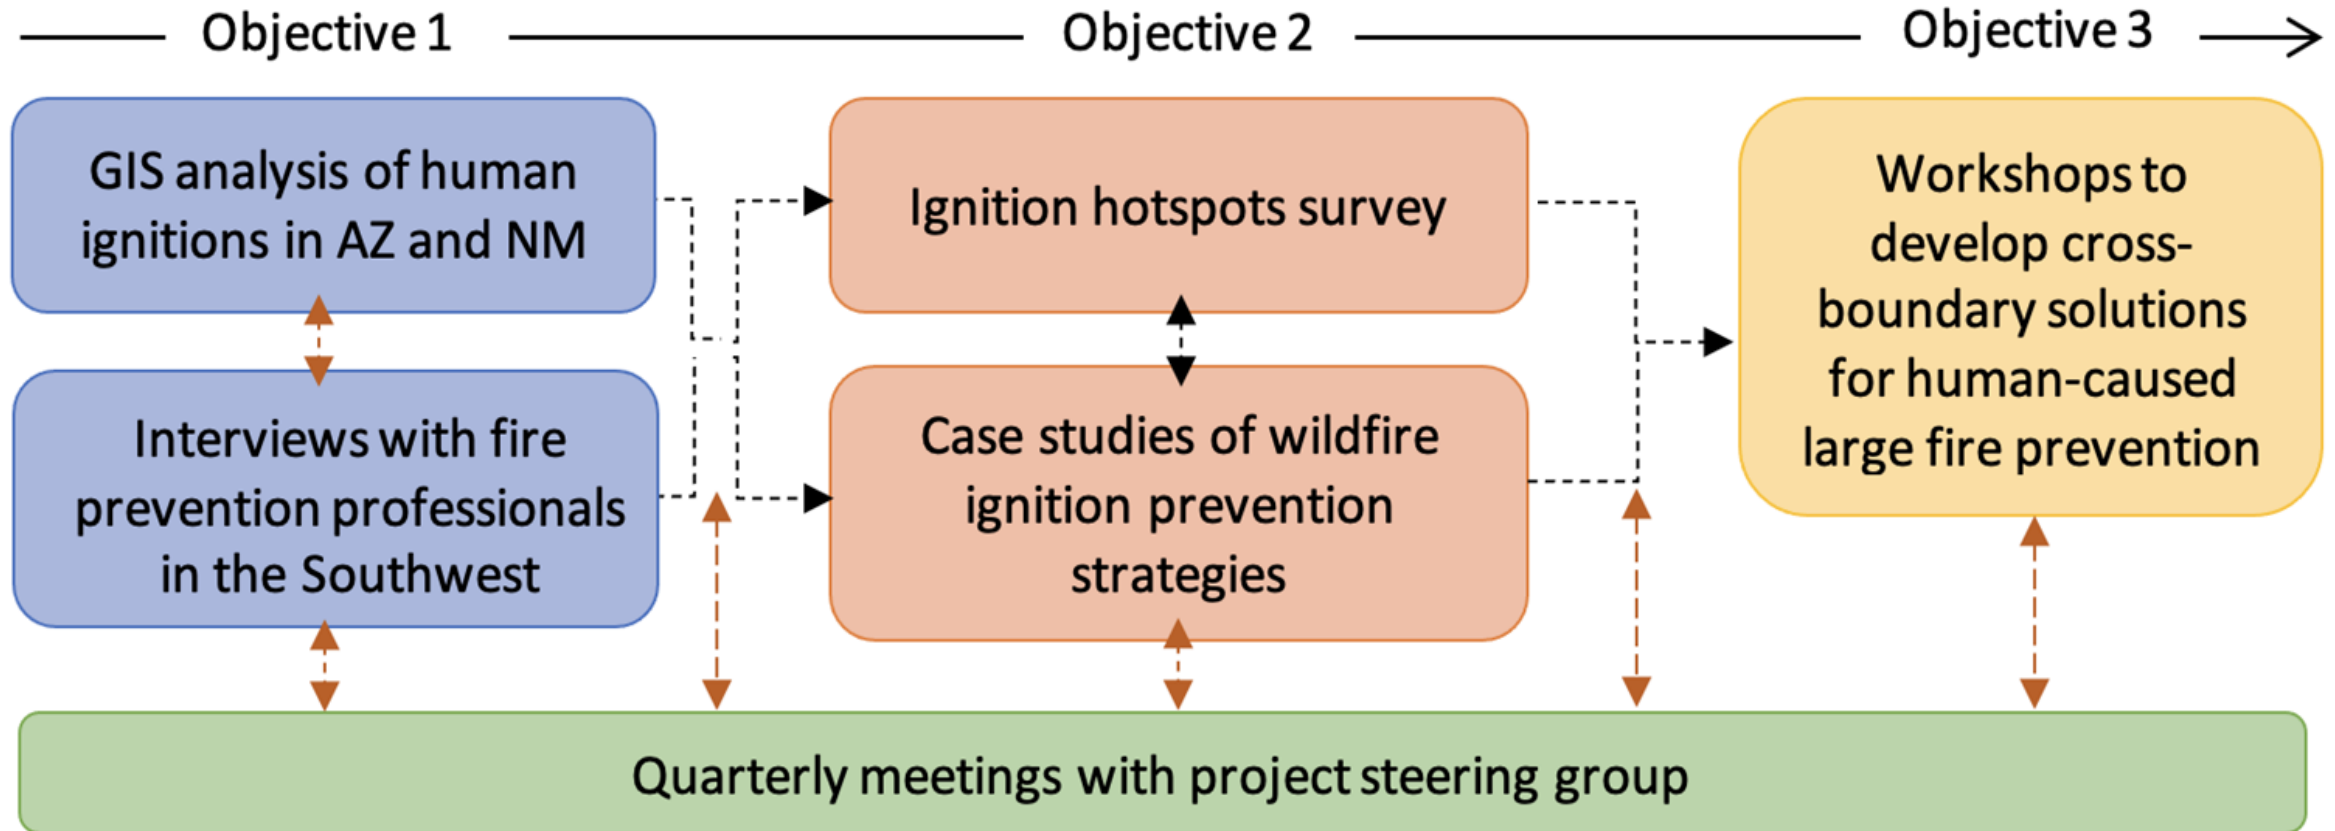 Objective 1
Objective 2
Objective 3
GIS analysis of human
ignitions in AZ and NM
Interviews with fire
prevention professionals
in the Southwest
Ignition hotspots survey
Case studies of wildfire
ignition prevention
strategies
Workshops to
develop cross-
boundary solutions
for human-caused
large fire prevention
Quarterly meetings with project steering group